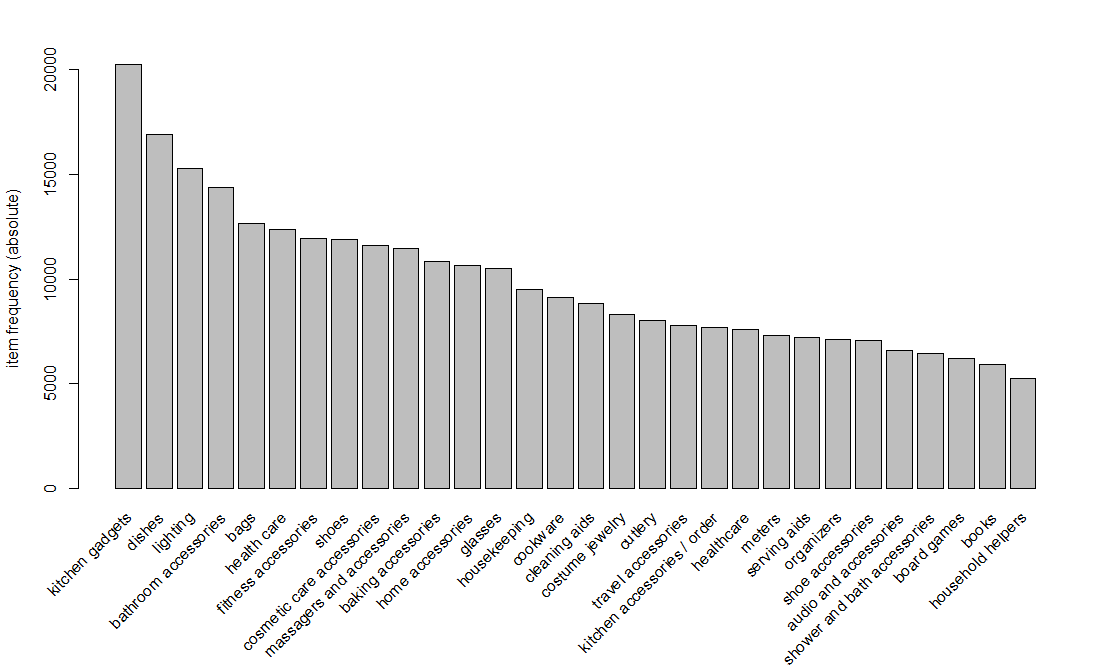 item frequency (absolute)
20000
15000
10000
5000
0
kitchen gadgets
dishes
lighting
bathroom accessories
bags
health care
fitness accessories
shoes
cosmetic care accessories
massagers and accessories
baking accessories
home accessories
glasses
housekeeping
cookware
cleaning aids
costume jewelry
cutlery
travel accessories
kitchen accessories / order
healthcare
meters
serving aids
organizers
shoe accessories
audio and accessories
shower and bath accessories
board games
books
household helpers